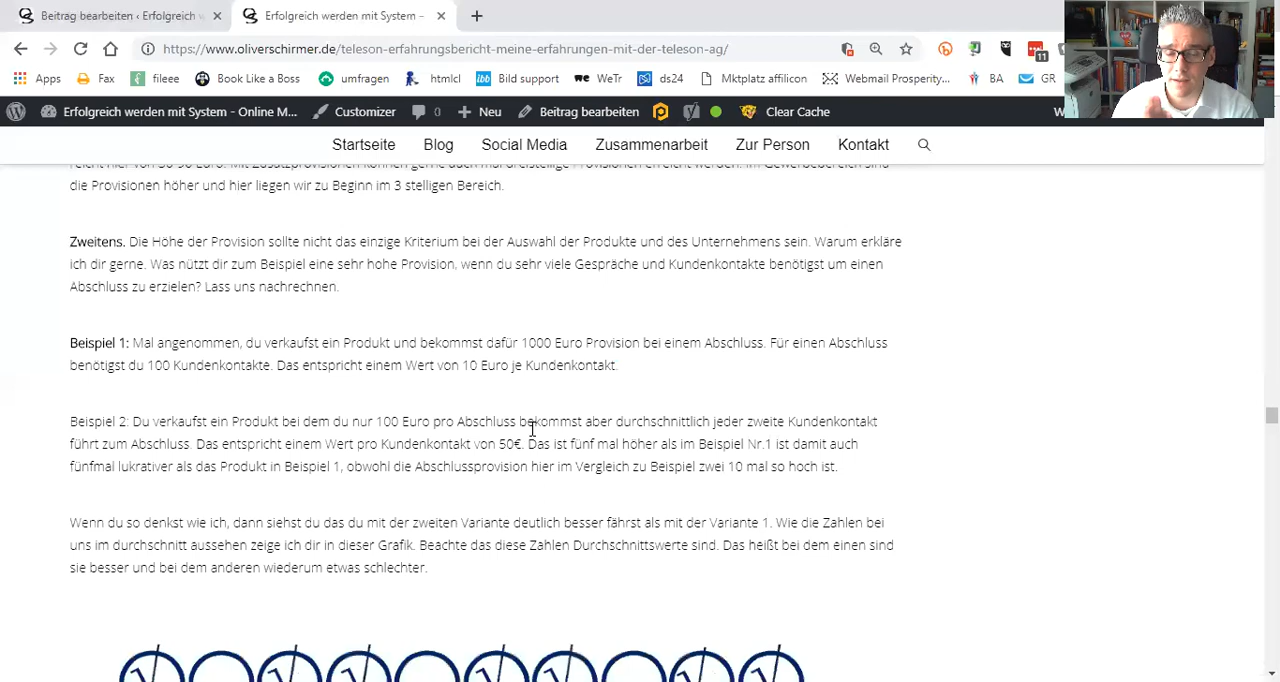 Beitrag bearbeiten ‹ Erfolgreich
Erfolgreich werden mit System –
https://www.oliverschirmer.de/teleson-erfahrungsbericht-meine-erfahrungen-mit-der-teleson-ag/
Apps Fax fileee Book Like a Boss umfragen htmlcl Bild support WeTr ds24 Mktplatz affilicon Webmail Prosperity... BA GR
11
Erfolgreich werden mit System - Online M... Customizer 0 Neu Beitrag bearbeiten Clear Cache
Startseite Blog Social Media Zusammenarbeit Zur Person Kontakt
die Provisionen höher und hier liegen wir zu Beginn im 3 stelligen Bereich.
Zweitens. Die Höhe der Provision sollte nicht das einzige Kriterium bei der Auswahl der Produkte und des Unternehmens sein. Warum erkläre
ich dir gerne. Was nützt dir zum Beispiel eine sehr hohe Provision, wenn du sehr viele Gespräche und Kundenkontakte benötigst um einen
Abschluss zu erzielen? Lass uns nachrechnen.
Beispiel 1: Mal angenommen, du verkaufst ein Produkt und bekommst dafür 1000 Euro Provision bei einem Abschluss. Für einen Abschluss
benötigst du 100 Kundenkontakte. Das entspricht einem Wert von 10 Euro je Kundenkontakt.
Beispiel 2: Du verkaufst ein Produkt bei dem du nur 100 Euro pro Abschluss bekommst aber durchschnittlich jeder zweite Kundenkontakt
führt zum Abschluss. Das entspricht einem Wert pro Kundenkontakt von 50€. Das ist fünf mal höher als im Beispiel Nr.1 ist damit auch
fünfmal lukrativer als das Produkt in Beispiel 1, obwohl die Abschlussprovision hier im Vergleich zu Beispiel zwei 10 mal so hoch ist.
Wenn du so denkst wie ich, dann siehst du das du mit der zweiten Variante deutlich besser fährst als mit der Variante 1. Wie die Zahlen bei
uns im durchschnitt aussehen zeige ich dir in dieser Grafik. Beachte das diese Zahlen Durchschnittswerte sind. Das heißt bei dem einen sind
sie besser und bei dem anderen wiederum etwas schlechter.